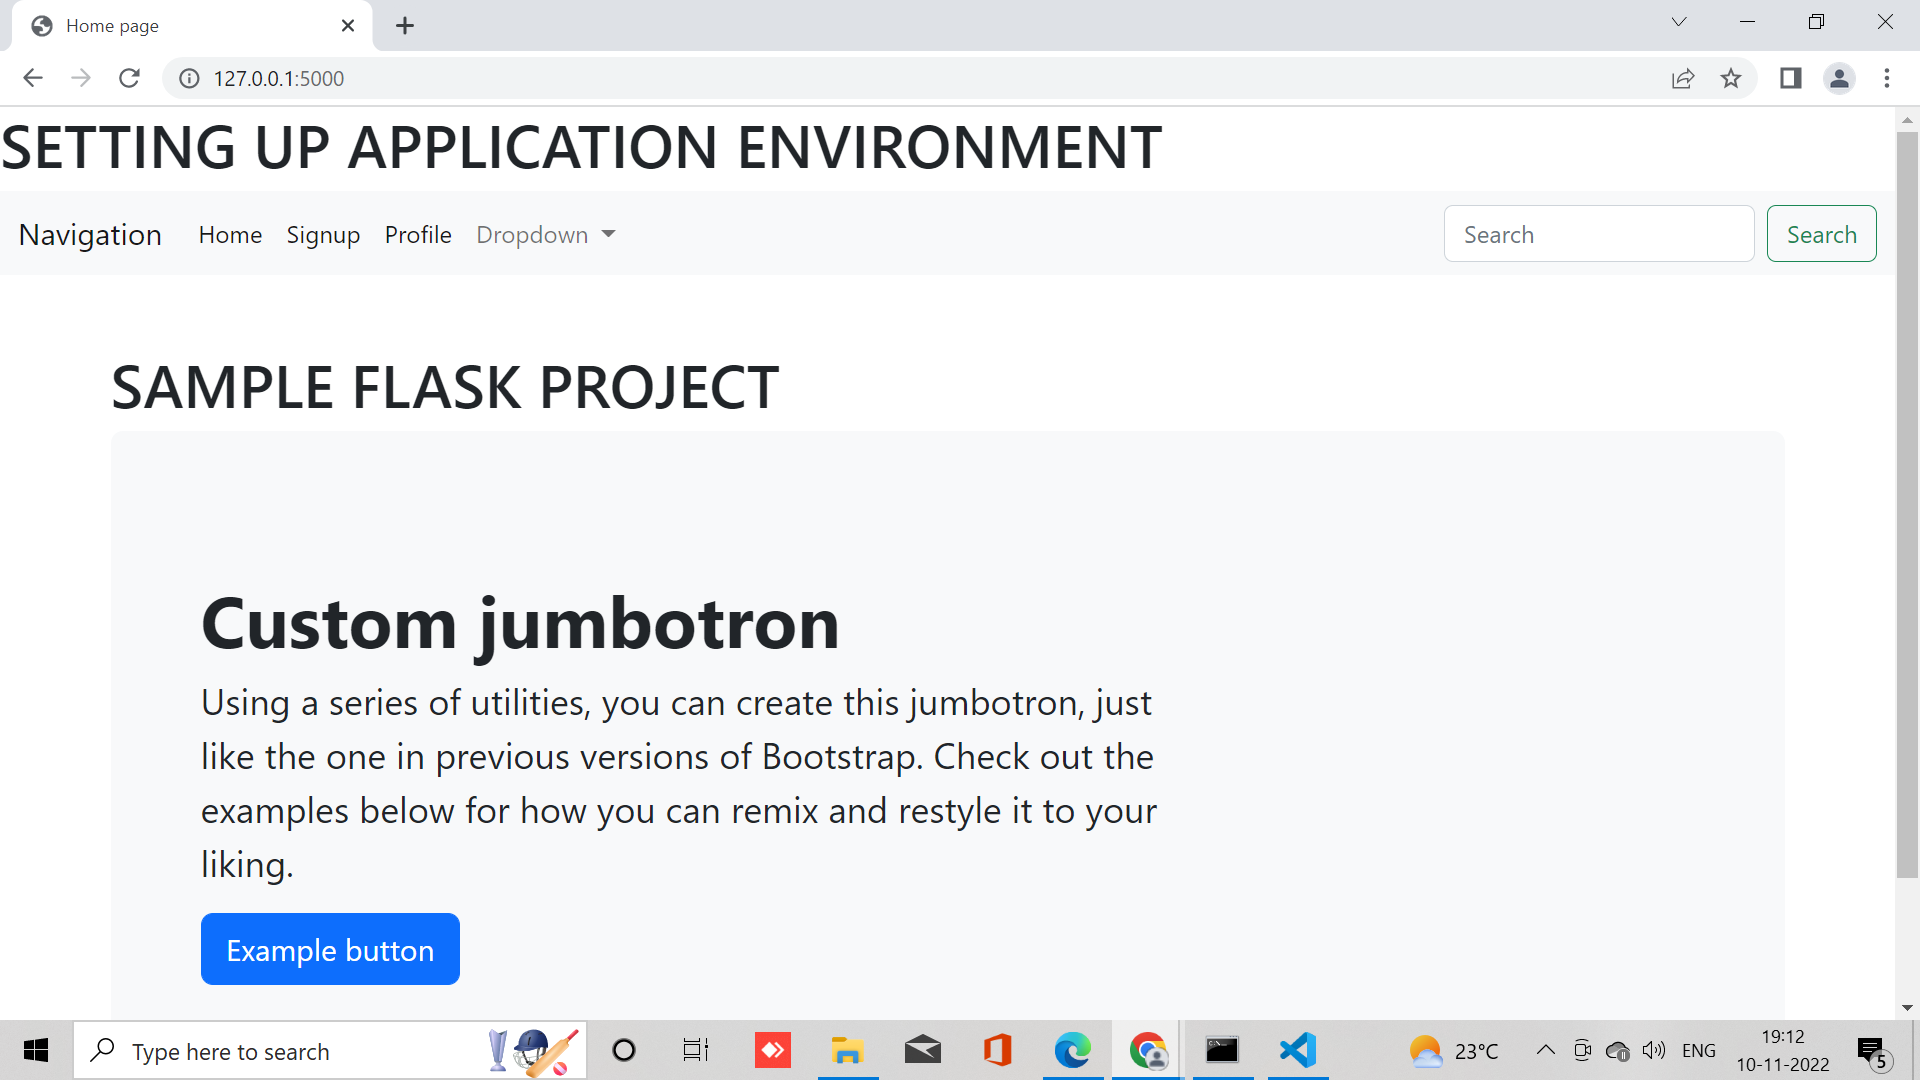 Home page
127.0.0.1:5000
SETTING UP APPLICATION ENVIRONMENT
Navigation Home Signup Profile Dropdown Search Search
SAMPLE FLASK PROJECT
Custom jumbotron
Using a series of utilities, you can create this jumbotron, just
like the one in previous versions of Bootstrap. Check out the
examples below for how you can remix and restyle it to your
liking.
Example button
Type here to search
23°C
ENG
19:12
10-11-2022
5